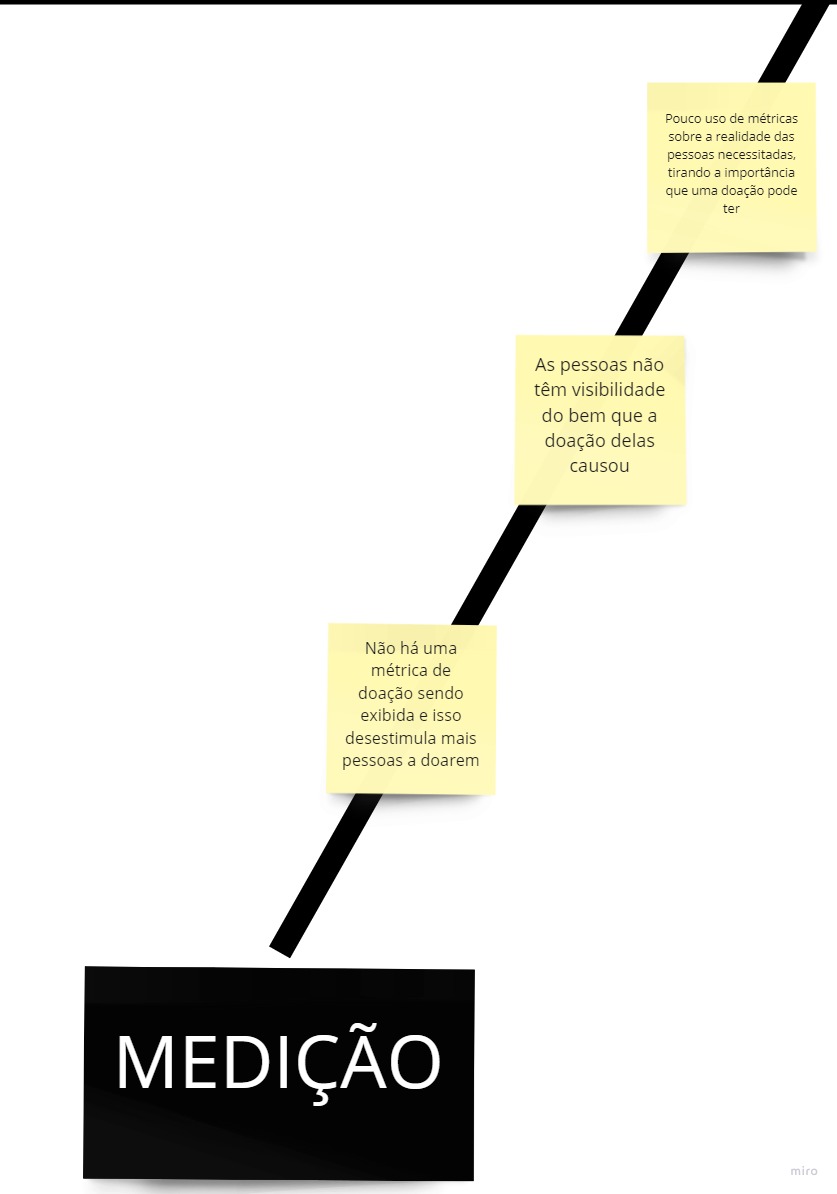 Pouco uso de métricas
sobre a realidade das
pessoas necessitadas,
tirando a importância
que uma doação pode
ter
As pessoas não
têm visibilidade
do bem que a
doação delas
causou
Não há uma
métrica de
doação sendo
exibida e isso
desestimula mais
pessoas a doarem
MEDIÇÃO
miro